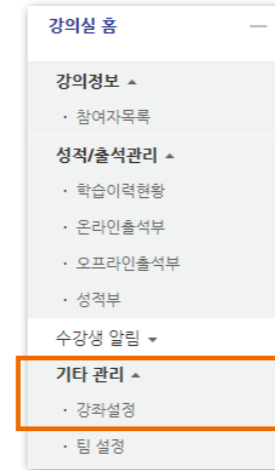 강의실 홈 —
강의정보 ▲
· 참여자목록
성적/출석관리 ▲
· 학습이력현황
· 온라인출석부
· 오프라인출석부
· 성적부
수강생 알림 ▼
기타 관리 ▲
· 강좌설정
· 팀 설정